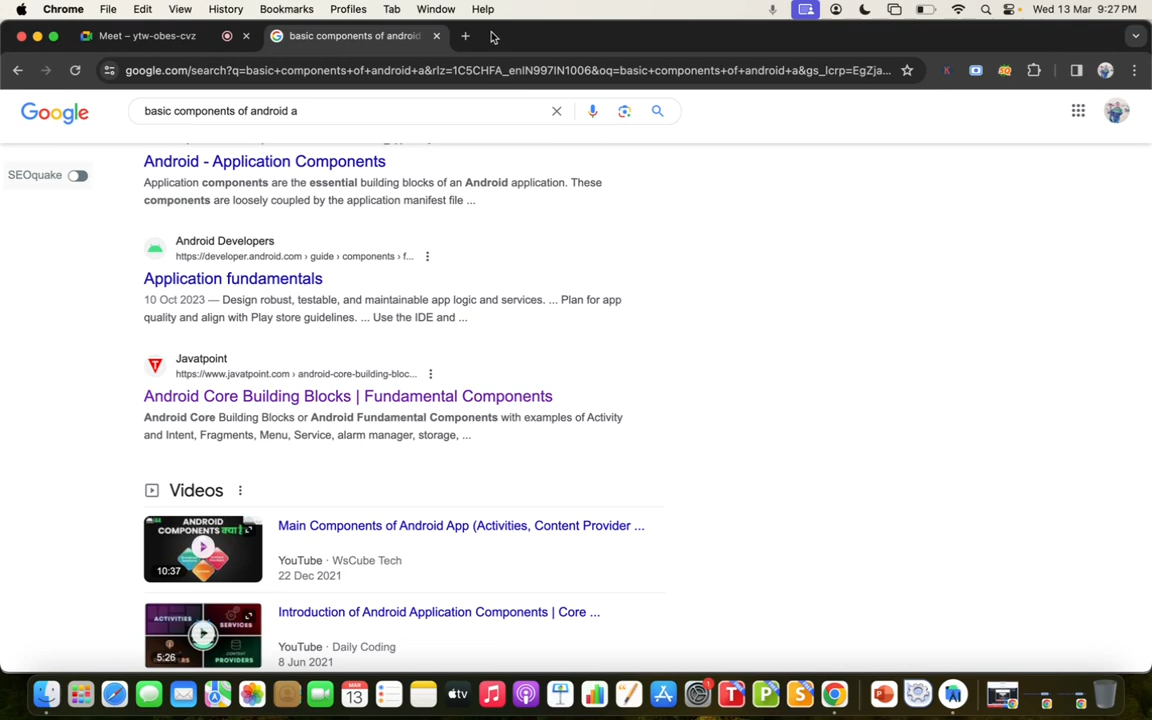 Chrome File Edit View History Bookmarks Profiles Tab Window Help Wed 13 Mar 9:27 PM
Meet – ytw-obes-cvz
basic components of android
google.com/search?q=basic+components+of+android+a&rlz=1C5CHFA_enIN997IN1006&oq=basic+components+of+android+a&gs_lcrp=EgZja...
Google
basic components of android a
SEOquake
Android - Application Components
Application components are the essential building blocks of an Android application. These
components are loosely coupled by the application manifest file ...
Android Developers
https://developer.android.com › guide › components › f...
Application fundamentals
10 Oct 2023 — Design robust, testable, and maintainable app logic and services. ... Plan for app
quality and align with Play store guidelines. ... Use the IDE and ...
Javatpoint
https://www.javatpoint.com › android-core-building-bloc...
Android Core Building Blocks | Fundamental Components
Android Core Building Blocks or Android Fundamental Components with examples of Activity
and Intent, Fragments, Menu, Service, alarm manager, storage, ...
Videos
ANDROID
COMPONENTS क्या है
10:37
Main Components of Android App (Activities, Content Provider ...
YouTube · WsCube Tech
22 Dec 2021
ACTIVITIES
SERVICES
PROVIDERS
5:26
Introduction of Android Application Components | Core ...
YouTube · Daily Coding
8 Jun 2021
MAR
13
tv
1
T
P
S